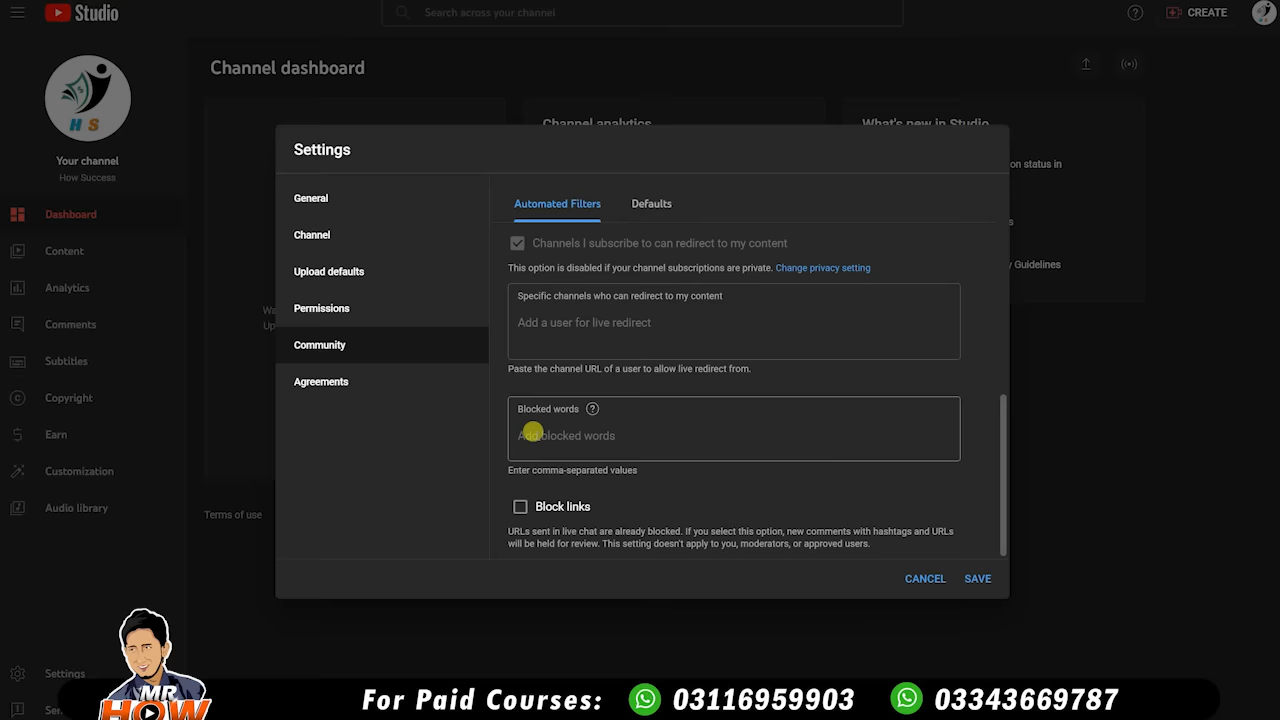 Studio
Search across your channel
CREATE
Channel dashboard
H S
Your channel
How Success
Dashboard
Content
Analytics
Comments
Subtitles
Copyright
Earn
Customization
Audio library
Terms of use
Settings
Channel analytics
What's new in Studio
on status in
Guidelines
Settings
General
Channel
Upload defaults
Permissions
Community
Agreements
Automated Filters
Defaults
Channels I subscribe to can redirect to my content
This option is disabled if your channel subscriptions are private. Change privacy setting
Specific channels who can redirect to my content
Add a user for live redirect
Paste the channel URL of a user to allow live redirect from.
Blocked words
Add blocked words
Enter comma-separated values
Block links
URLs sent in live chat are already blocked. If you select this option, new comments with hashtags and URLs
will be held for review. This setting doesn't apply to you, moderators, or approved users.
CANCEL
SAVE
MR
HOW
For Paid Courses:
03116959903
03343669787